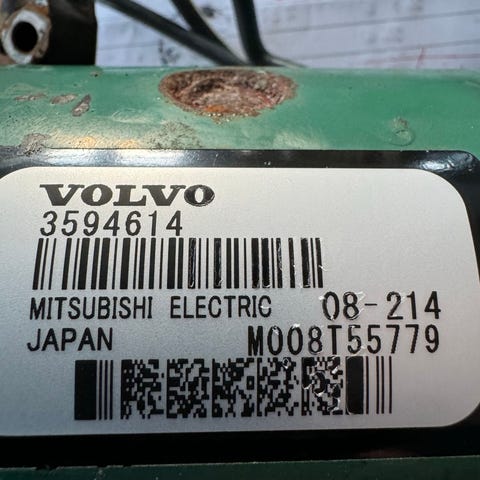 VOLVO
3594614
MITSUBISHI ELECTRIC 08-214
JAPAN M008T55779